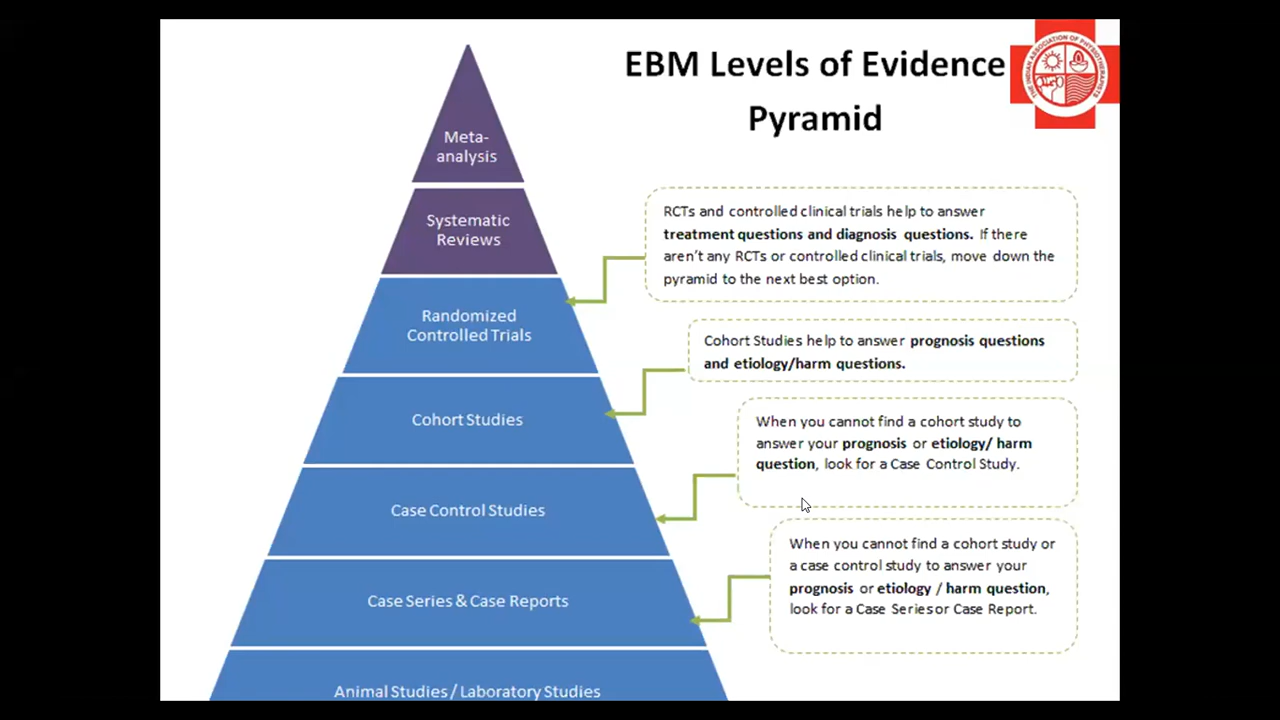 EBM Levels of Evidence
Pyramid
THE INDIAN ASSOCIATION OF PHYSIOTHERAPISTS
Meta-
analysis
Systematic
Reviews
Randomized
Controlled Trials
Cohort Studies
Case Control Studies
Case Series & Case Reports
Animal Studies / Laboratory Studies
RCTs and controlled clinical trials help to answer
treatment questions and diagnosis questions. If there
aren't any RCTs or controlled clinical trials, move down the
pyramid to the next best option.
Cohort Studies help to answer prognosis questions
and etiology/harm questions.
When you cannot find a cohort study to
answer your prognosis or etiology/ harm
question, look for a Case Control Study.
When you cannot find a cohort study or
a case control study to answer your
prognosis or etiology / harm question,
look for a Case Series or Case Report.